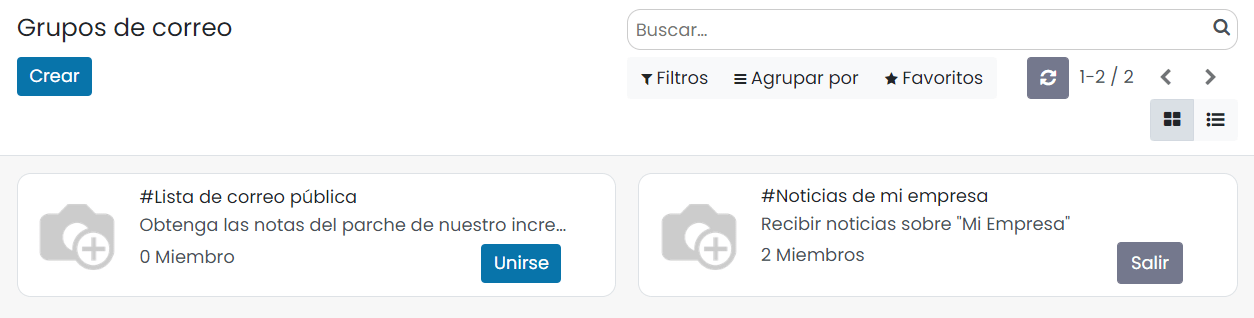 Grupos de correo
Buscar...
Crear
Filtros Agrupar por Favoritos 1-2 / 2
#Lista de correo pública
Obtenga las notas del parche de nuestro incre...
0 Miembro
Unirse
#Noticias de mi empresa
Recibir noticias sobre "Mi Empresa"
2 Miembros
Salir